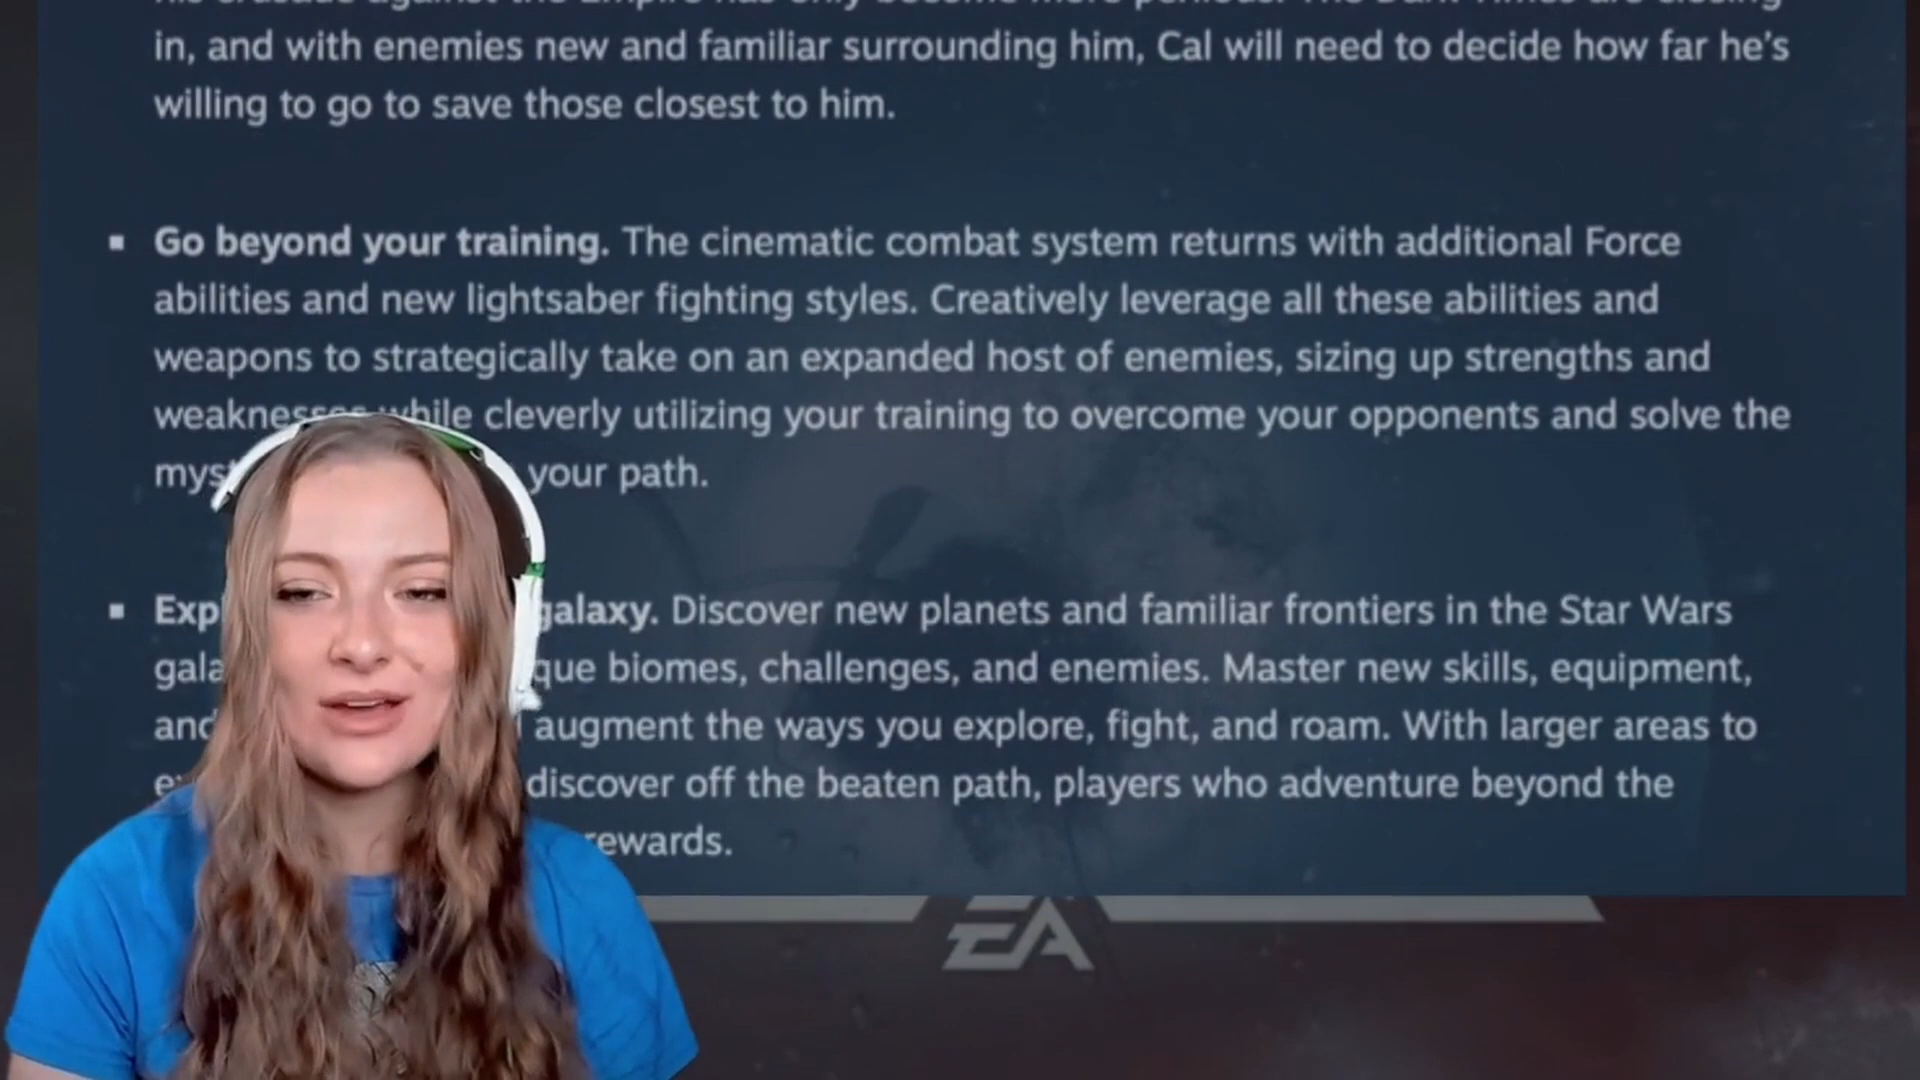 in, and with enemies new and familiar surrounding him, Cal will need to decide how far he's
willing to go to save those closest to him.
▪ Go beyond your training. The cinematic combat system returns with additional Force
abilities and new lightsaber fighting styles. Creatively leverage all these abilities and
weapons to strategically take on an expanded host of enemies, sizing up strengths and
while cleverly utilizing your training to overcome your opponents and solve the
your path.
▪ galaxy. Discover new planets and familiar frontiers in the Star Wars
biomes, challenges, and enemies. Master new skills, equipment,
augment the ways you explore, fight, and roam. With larger areas to
discover off the beaten path, players who adventure beyond the
rewards.
EA